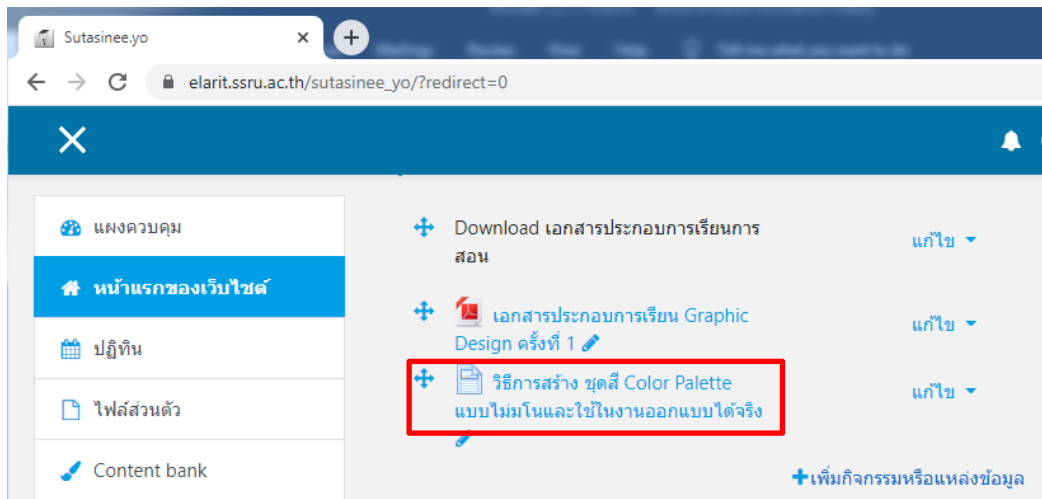 Sutasinee.yo
elarit.ssru.ac.th/sutasinee_yo/?redirect=0
แผงควบคุม
หน้าแรกของเว็บไซต์
ปฏิทิน
ไฟล์ส่วนตัว
Content bank
Download เอกสารประกอบการเรียนการ
สอน
แก้ไข
เอกสารประกอบการเรียน Graphic
Design ครั้งที่ 1
แก้ไข
วิธีการสร้าง ชุดสี Color Palette
แบบไม่มโนและใช้ในงานออกแบบได้จริง
แก้ไข
เพิ่มกิจกรรมหรือแหล่งข้อมูล